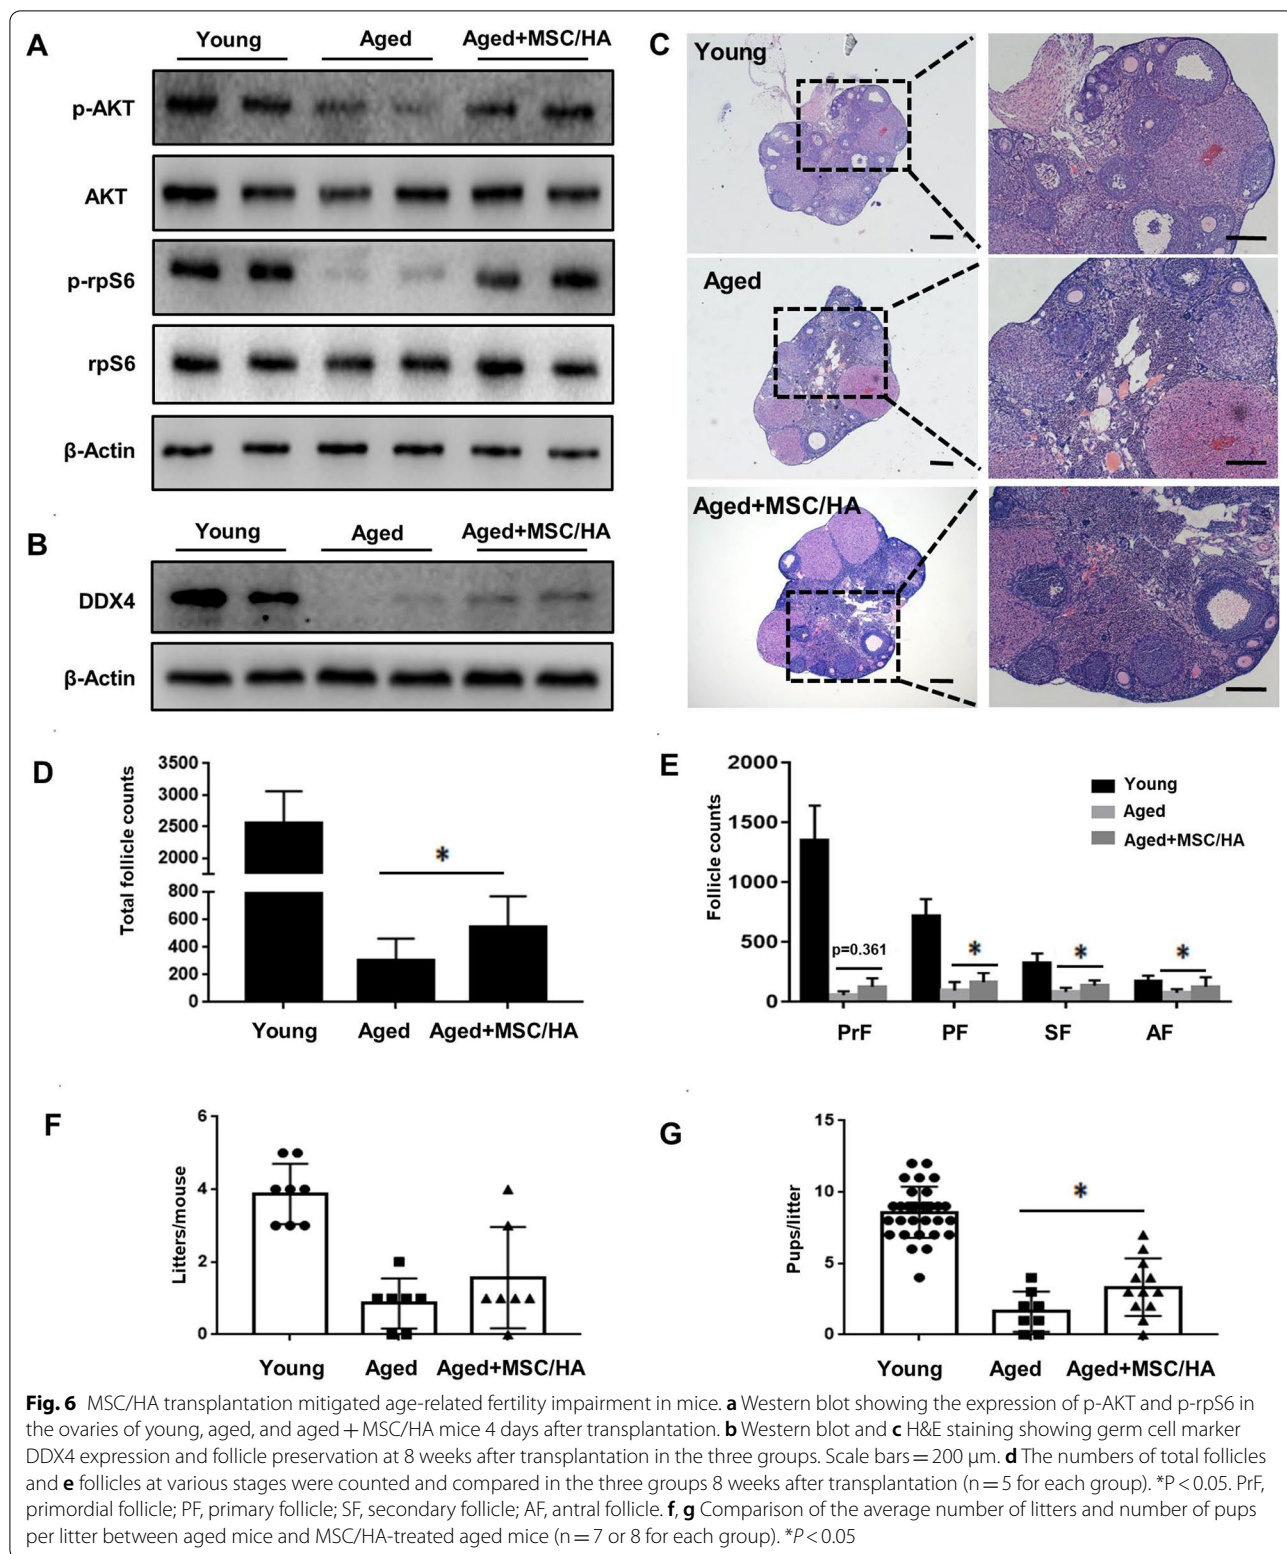 A
Young Aged Aged+MSC/HA
p-AKT
AKT
p-rpS6
rpS6
β-Actin
B
Young Aged Aged+MSC/HA
DDX4
β-Actin
C
Young
Aged
Aged+MSC/HA
D
Total follicle counts
3500
3000
2500
2000
800
600
400
200
0
*
Young Aged Aged+MSC/HA
E
Follicle counts
2000
1500
1000
500
0
Young
Aged
Aged+MSC/HA
p=0.361 * * *
PrF PF SF AF
F
Litters/mouse
6
4
2
0
Young Aged Aged+MSC/HA
G
Pups/litter
15
10
5
0
*
Young Aged Aged+MSC/HA
Fig. 6 MSC/HA transplantation mitigated age-related fertility impairment in mice. a Western blot showing the expression of p-AKT and p-rpS6 in
the ovaries of young, aged, and aged + MSC/HA mice 4 days after transplantation. b Western blot and c H&E staining showing germ cell marker
DDX4 expression and follicle preservation at 8 weeks after transplantation in the three groups. Scale bars = 200 μm. d The numbers of total follicles
and e follicles at various stages were counted and compared in the three groups 8 weeks after transplantation (n = 5 for each group). *P < 0.05. PrF,
primordial follicle; PF, primary follicle; SF, secondary follicle; AF, antral follicle. f, g Comparison of the average number of litters and number of pups
per litter between aged mice and MSC/HA-treated aged mice (n = 7 or 8 for each group). *P < 0.05